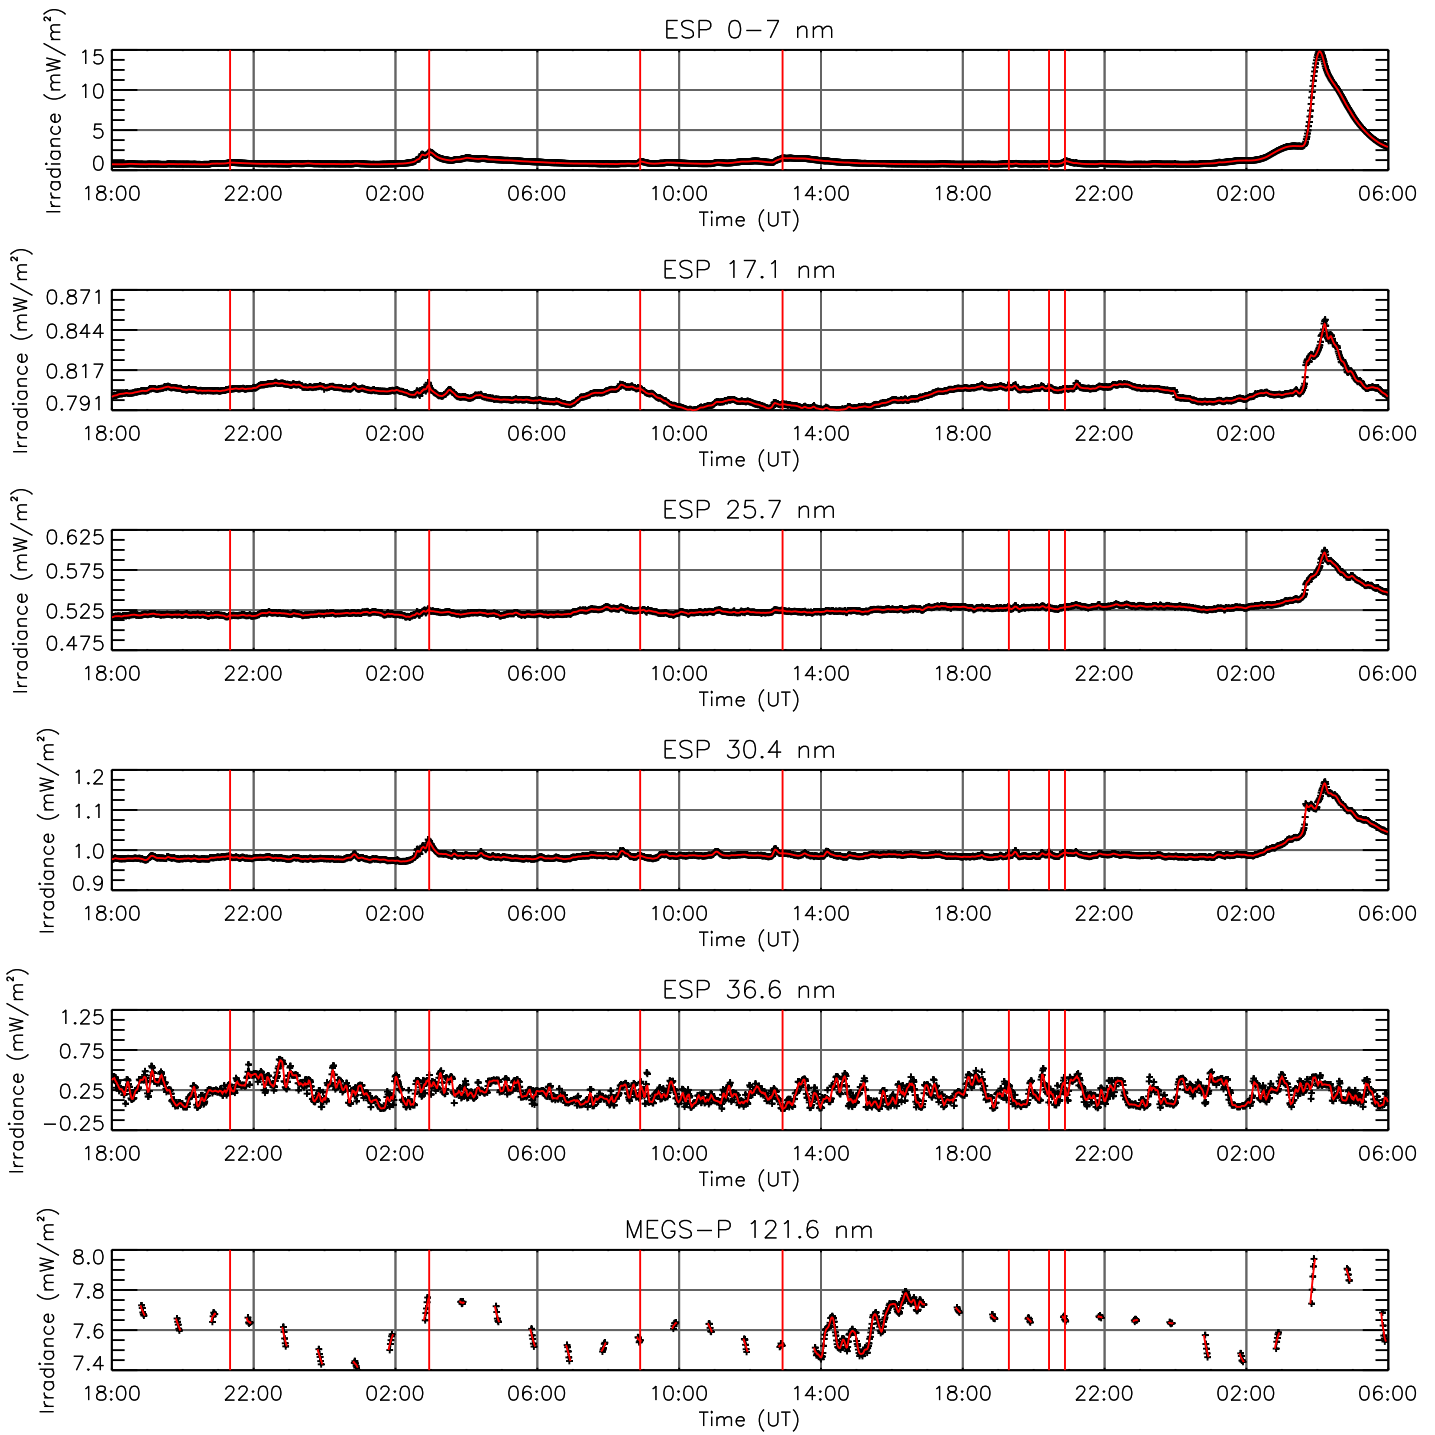 ESP 0-7 nm
Irradiance (mW/m²)
15
10
5
0
18:00 22:00 02:00 06:00 10:00 14:00 18:00 22:00 02:00 06:00
Time (UT)
ESP 17.1 nm
Irradiance (mW/m²)
0.871
0.844
0.817
0.791
18:00 22:00 02:00 06:00 10:00 14:00 18:00 22:00 02:00 06:00
Time (UT)
ESP 25.7 nm
Irradiance (mW/m²)
0.625
0.575
0.525
0.475
18:00 22:00 02:00 06:00 10:00 14:00 18:00 22:00 02:00 06:00
Time (UT)
ESP 30.4 nm
Irradiance (mW/m²)
1.2
1.1
1.0
0.9
18:00 22:00 02:00 06:00 10:00 14:00 18:00 22:00 02:00 06:00
Time (UT)
ESP 36.6 nm
Irradiance (mW/m²)
1.25
0.75
0.25
-0.25
18:00 22:00 02:00 06:00 10:00 14:00 18:00 22:00 02:00 06:00
Time (UT)
MEGS-P 121.6 nm
Irradiance (mW/m²)
8.0
7.8
7.6
7.4
18:00 22:00 02:00 06:00 10:00 14:00 18:00 22:00 02:00 06:00
Time (UT)